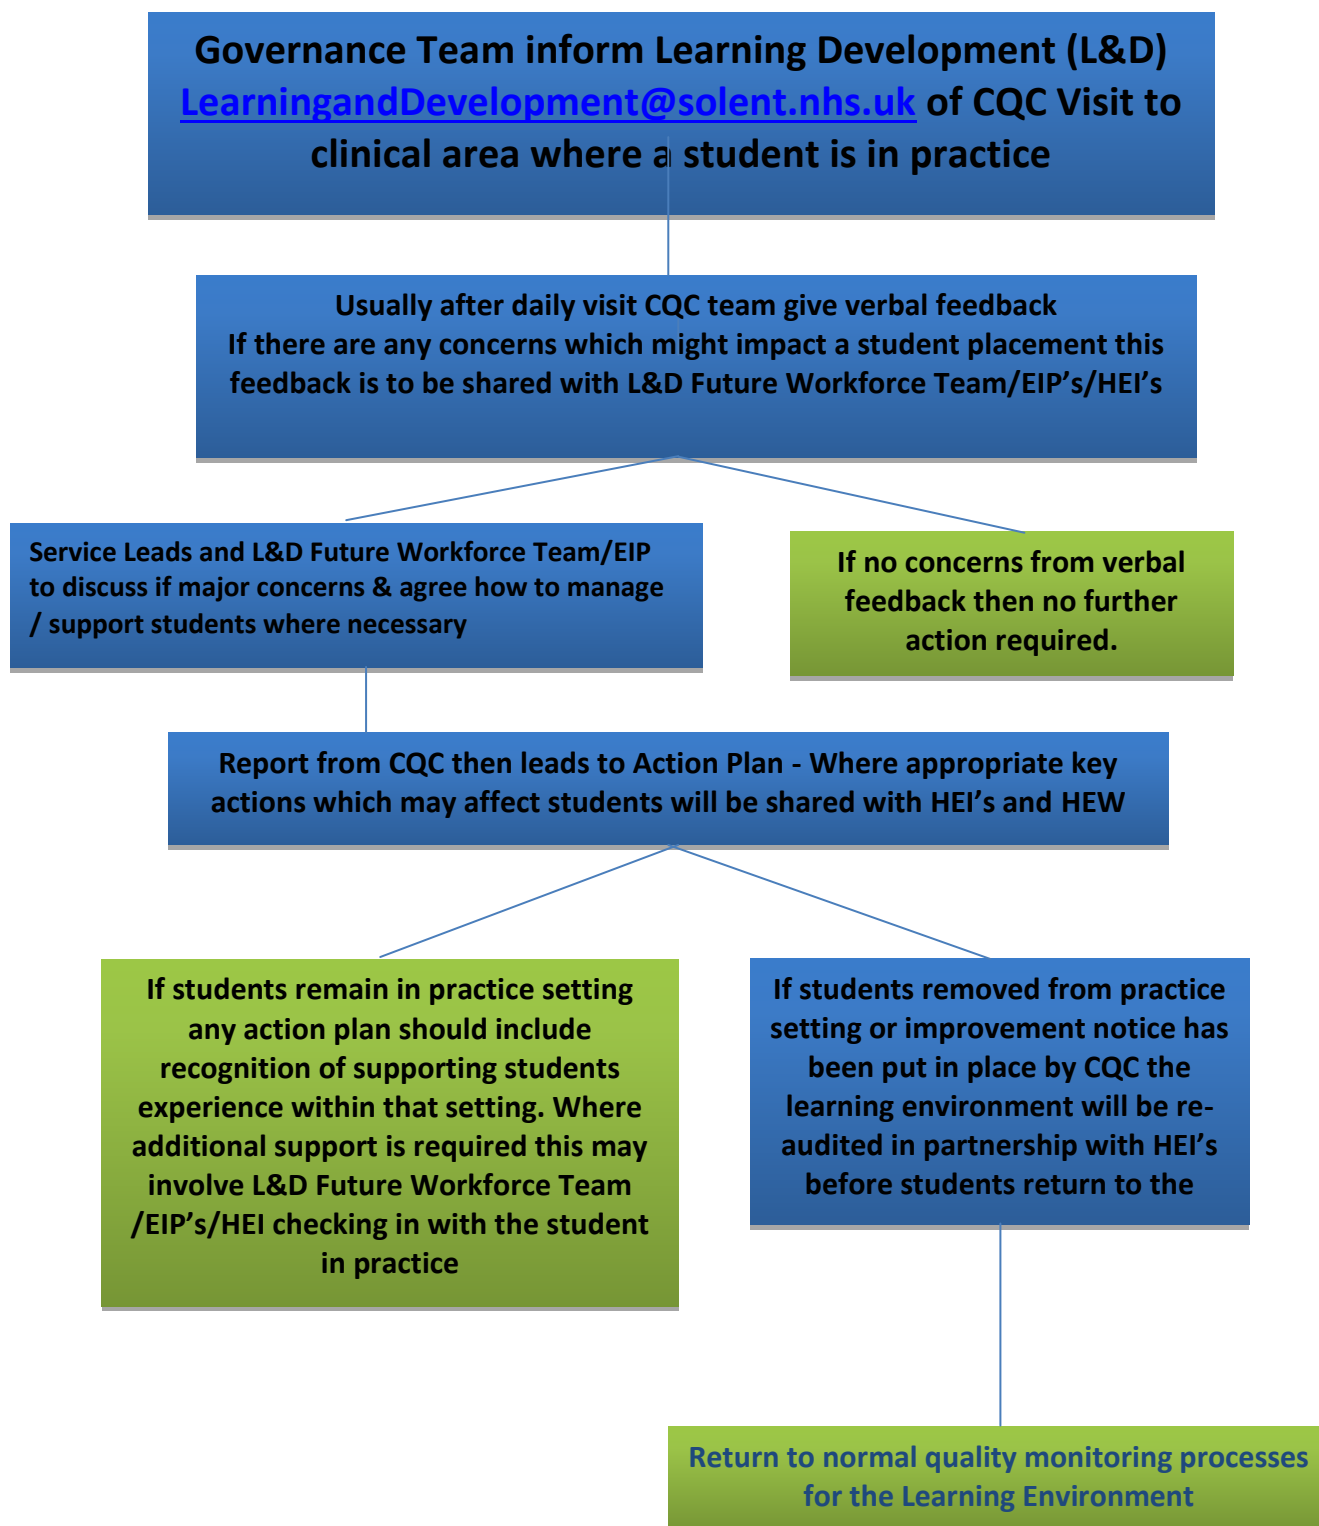 Governance Team inform Learning Development (L&D)
LearningandDevelopment@solent.nhs.uk of CQC Visit to
clinical area where a student is in practice
Usually after daily visit CQC team give verbal feedback
If there are any concerns which might impact a student placement this
feedback is to be shared with L&D Future Workforce Team/EIP’s/HEI’s
Service Leads and L&D Future Workforce Team/EIP
to discuss if major concerns & agree how to manage
/ support students where necessary
If no concerns from verbal
feedback then no further
action required.
Report from CQC then leads to Action Plan - Where appropriate key
actions which may affect students will be shared with HEI’s and HEW
If students remain in practice setting
any action plan should include
recognition of supporting students
experience within that setting. Where
additional support is required this may
involve L&D Future Workforce Team
/EIP’s/HEI checking in with the student
in practice
If students removed from practice
setting or improvement notice has
been put in place by CQC the
learning environment will be re-
audited in partnership with HEI’s
before students return to the
Return to normal quality monitoring processes
for the Learning Environment